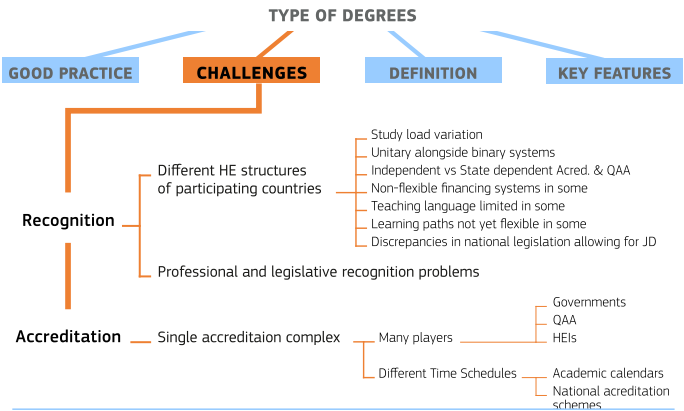 TYPE OF DEGREES
GOOD PRACTICE
CHALLENGES
DEFINITION
KEY FEATURES
Recognition
Different HE structures
of participating countries
Study load variation
Unitary alongside binary systems
Independent vs State dependent Acred. & QAA
Non-flexible financing systems in some
Teaching language limited in some
Learning paths not yet flexible in some
Discrepancies in national legislation allowing for JD
Professional and legislative recognition problems
Accreditation
Single accreditaion complex
Many players
Governments
QAA
HEIs
Different Time Schedules
Academic calendars
National acreditation
schemes